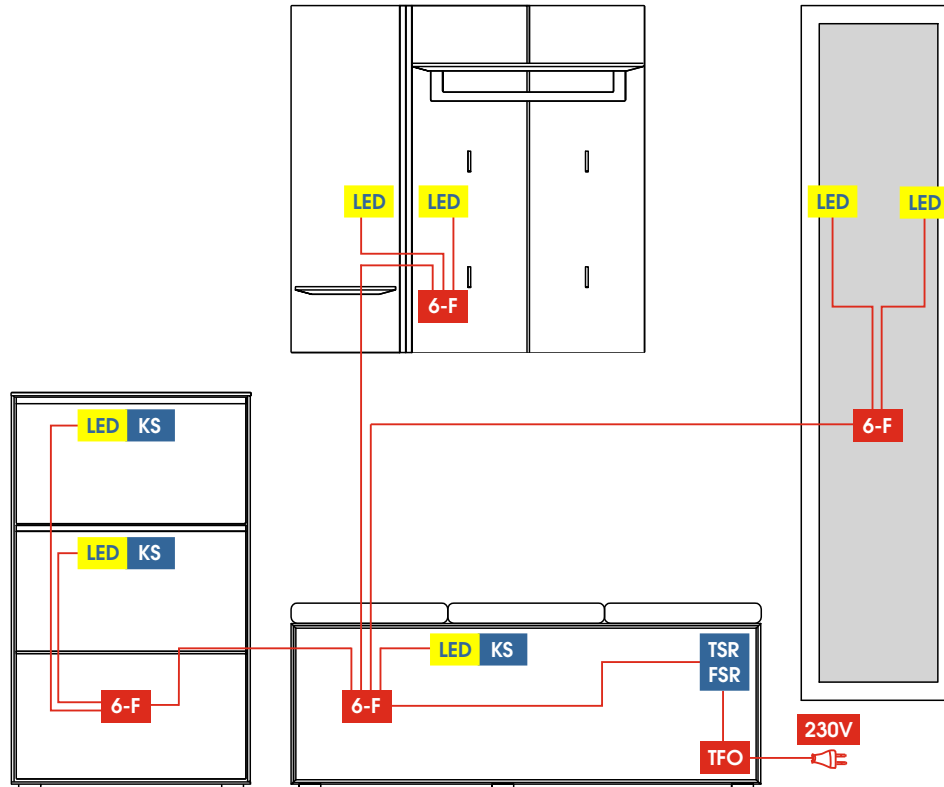 LED LED
LED LED
6-F
LED KS
6-F
LED KS
LED KS
TSR
FSR
6-F
6-F
230V
TFO